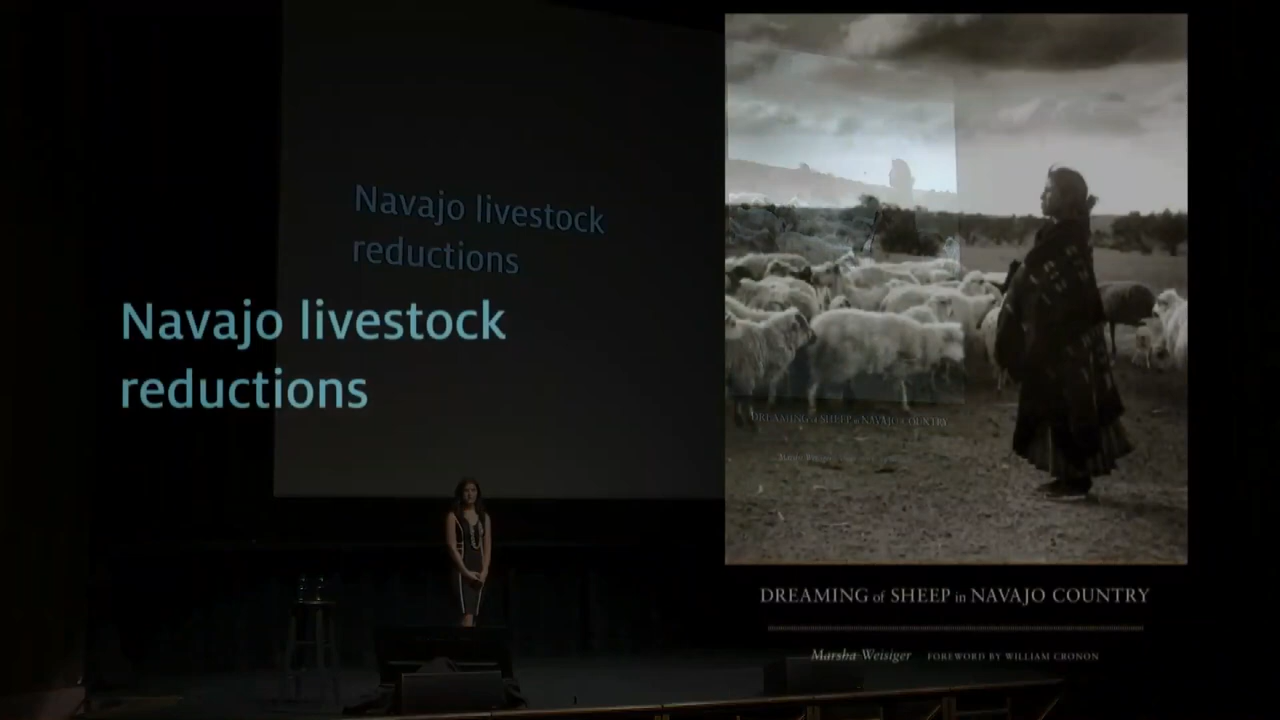 Navajo livestock
reductions
Navajo livestock
reductions
DREAMING of SHEEP in NAVAJO COUNTRY
DREAMING of SHEEP in NAVAJO COUNTRY
Marsha Weisiger FOREWORD BY WILLIAM CRONON